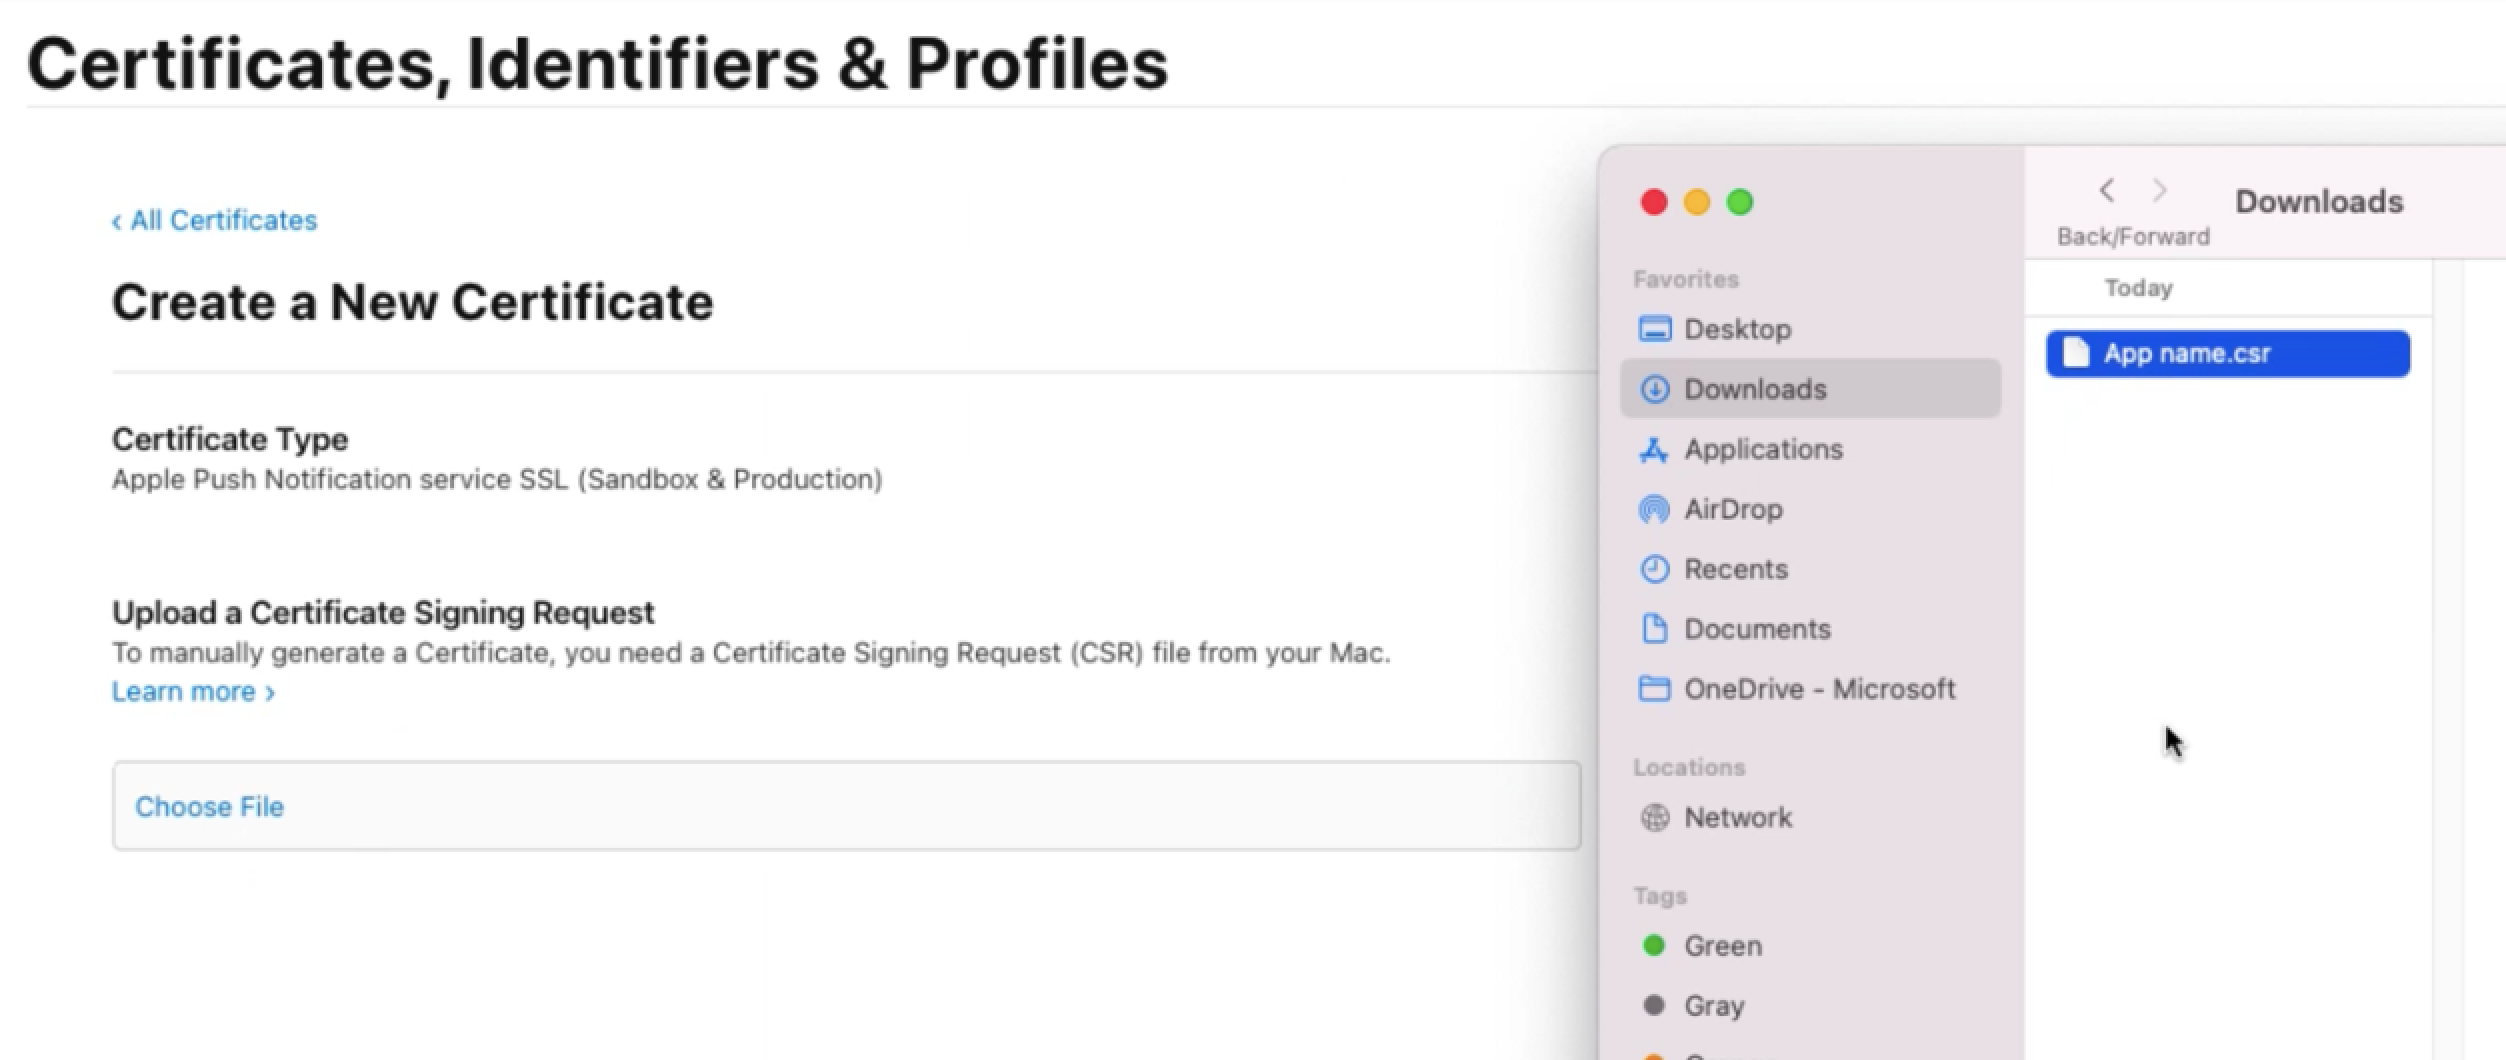 Certificates, Identifiers & Profiles
‹ All Certificates
Create a New Certificate
Certificate Type
Apple Push Notification service SSL (Sandbox & Production)
Upload a Certificate Signing Request
To manually generate a Certificate, you need a Certificate Signing Request (CSR) file from your Mac.
Learn more ›
Choose File
Favorites
Desktop
Downloads
Applications
AirDrop
Recents
Documents
OneDrive - Microsoft
Locations
Network
Tags
Green
Gray
Downloads
Back/Forward
Today
App name.csr